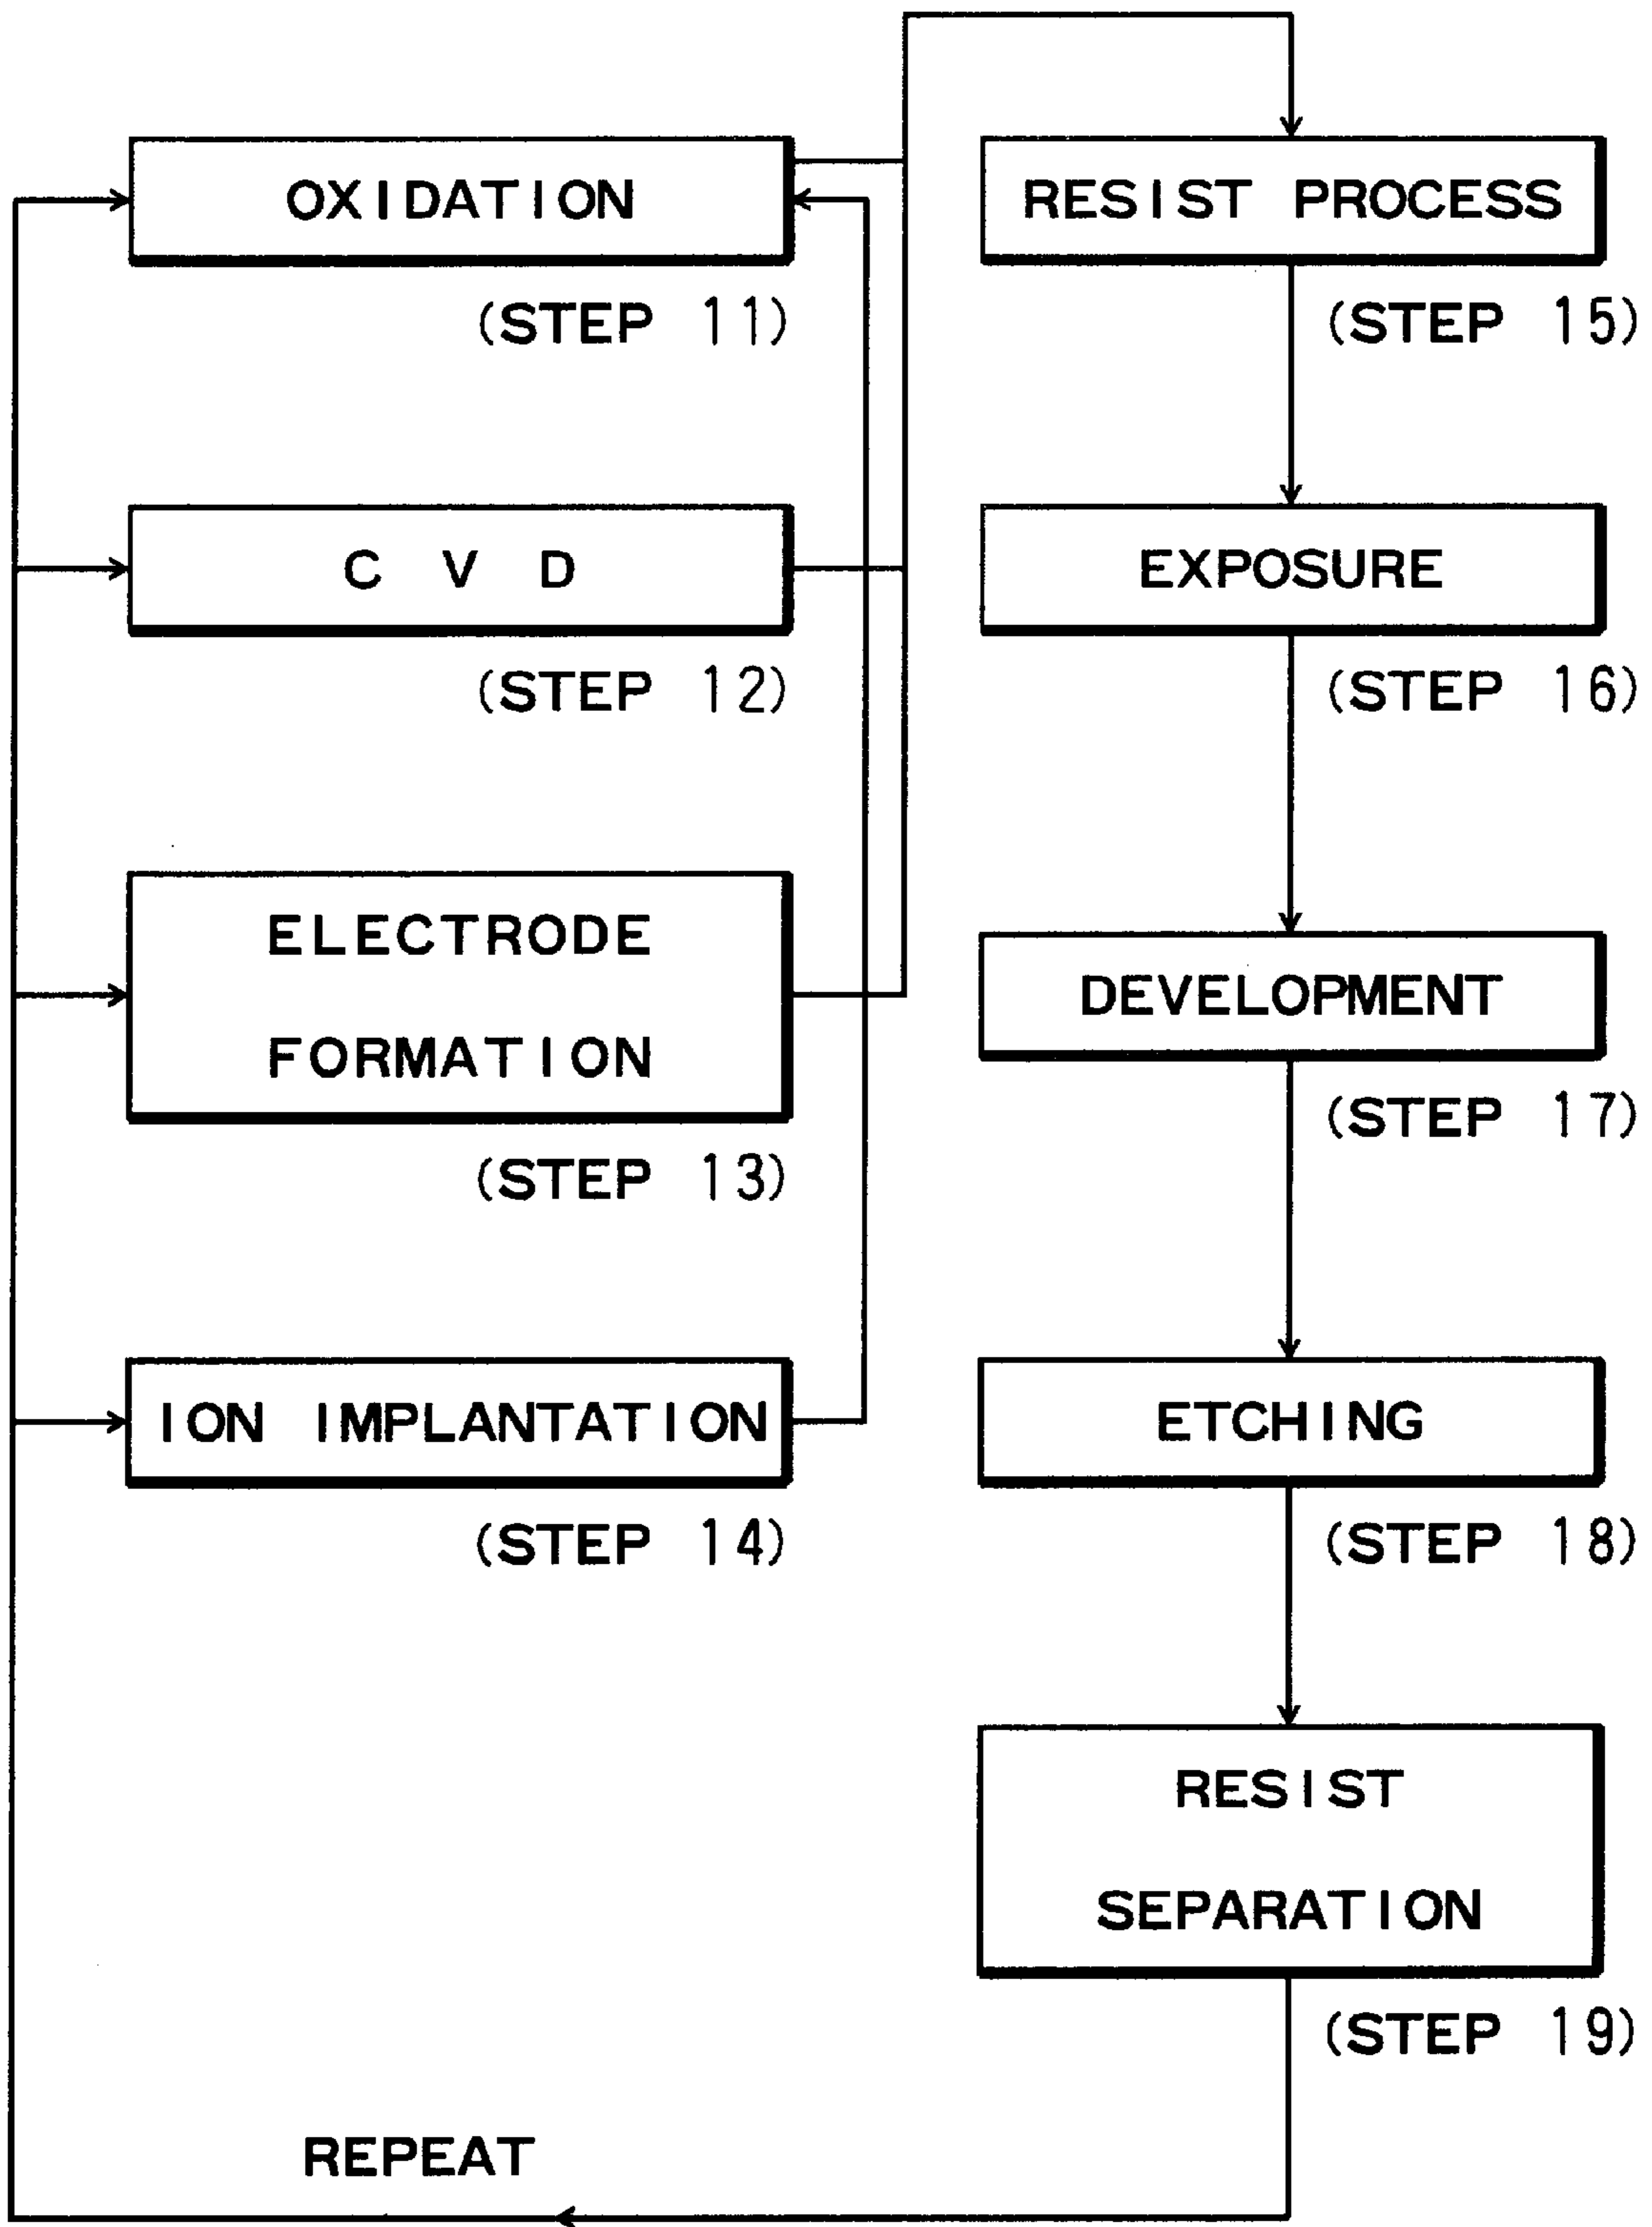 OXIDATION
(STEP 11)
CVD
(STEP 12)
ELECTRODE
FORMATION
(STEP 13)
ION IMPLANTATION
(STEP 14)
RESIST PROCESS
(STEP 15)
EXPOSURE
(STEP 16)
DEVELOPMENT
(STEP 17)
ETCHING
(STEP 18)
RESIST
SEPARATION
(STEP 19)
REPEAT